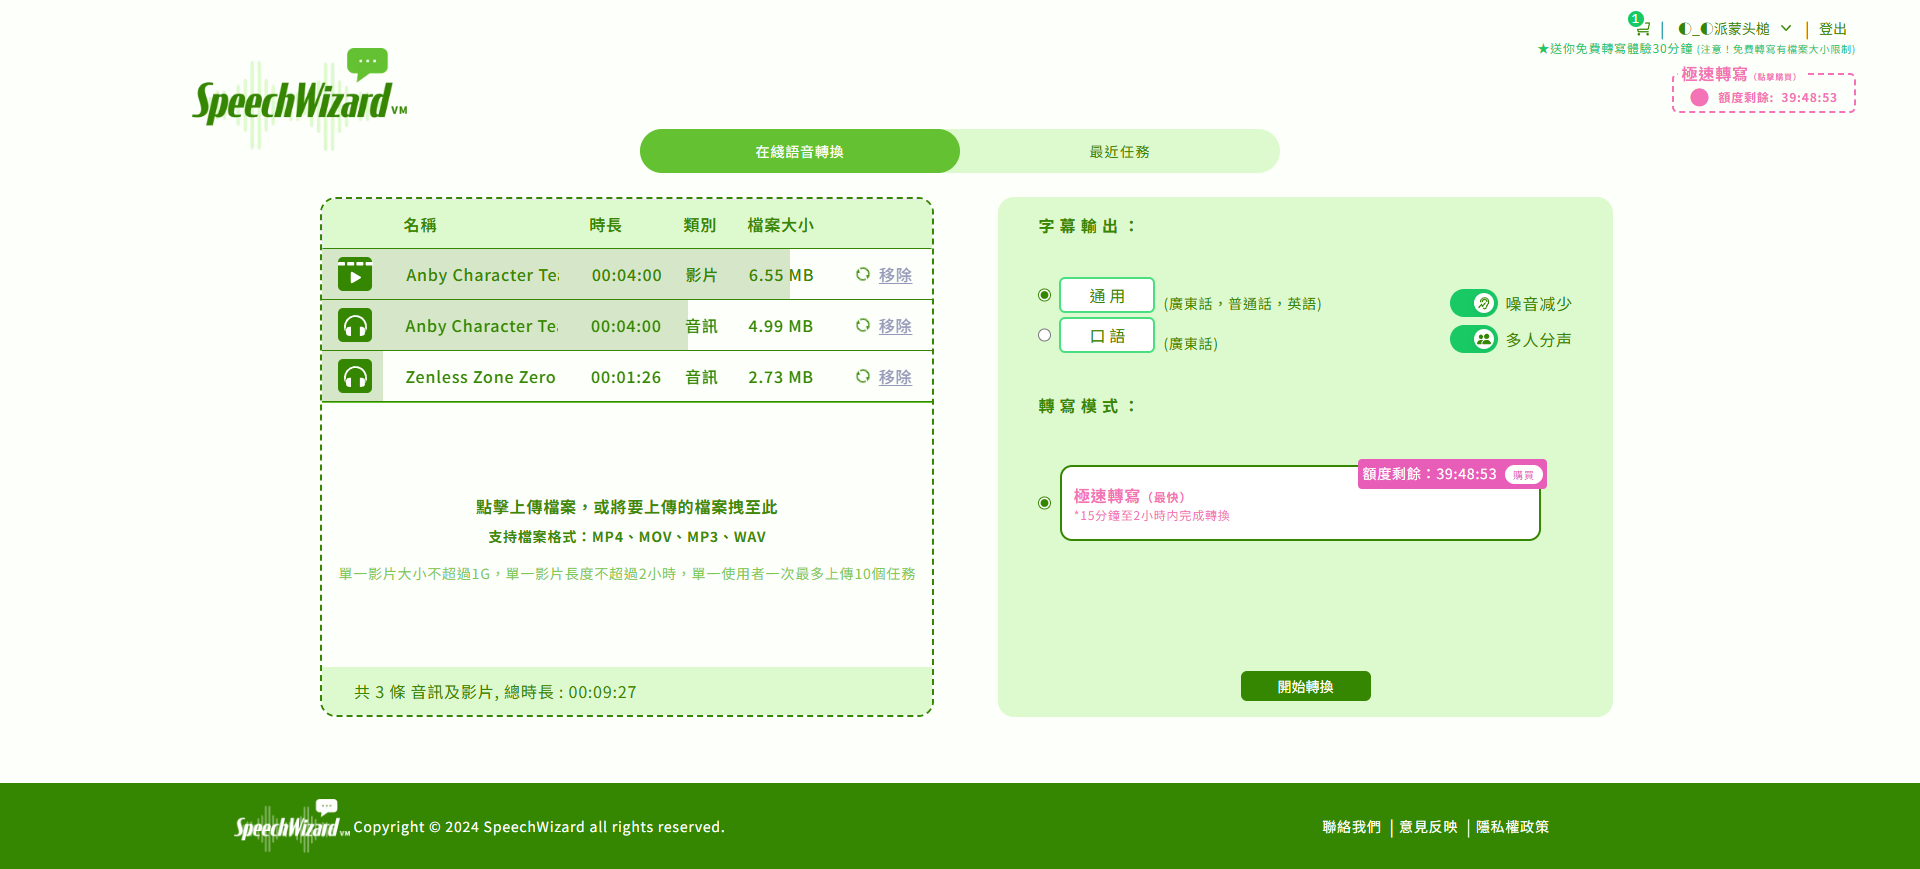 1
◐_◐派蒙头槌
登出
★送你免費轉寫體驗30分鐘 (注意！免費轉寫有檔案大小限制)
極速轉寫 (點擊購買)
額度剩餘: 39:48:53
SpeechWizard VM
在綫語音轉換
最近任務
名稱 時長 類別 檔案大小
Anby Character Te 00:04:00 影片 6.55 MB 移除
Anby Character Te 00:04:00 音訊 4.99 MB 移除
Zenless Zone Zero 00:01:26 音訊 2.73 MB 移除
點擊上傳檔案，或將要上傳的檔案拽至此
支持檔案格式：MP4、MOV、MP3、WAV
單一影片大小不超過1G，單一影片長度不超過2小時，單一使用者一次最多上傳10個任務
共 3 條 音訊及影片, 總時長 : 00:09:27
字幕輸出：
通用 (廣東話，普通話，英語)
噪音减少
口語 (廣東話)
多人分声
轉寫模式：
額度剩餘：39:48:53 購買
極速轉寫（最快）
*15分鐘至2小時內完成轉換
開始轉換
SpeechWizard VM Copyright © 2024 SpeechWizard all rights reserved.
聯絡我們 | 意見反映 | 隱私權政策